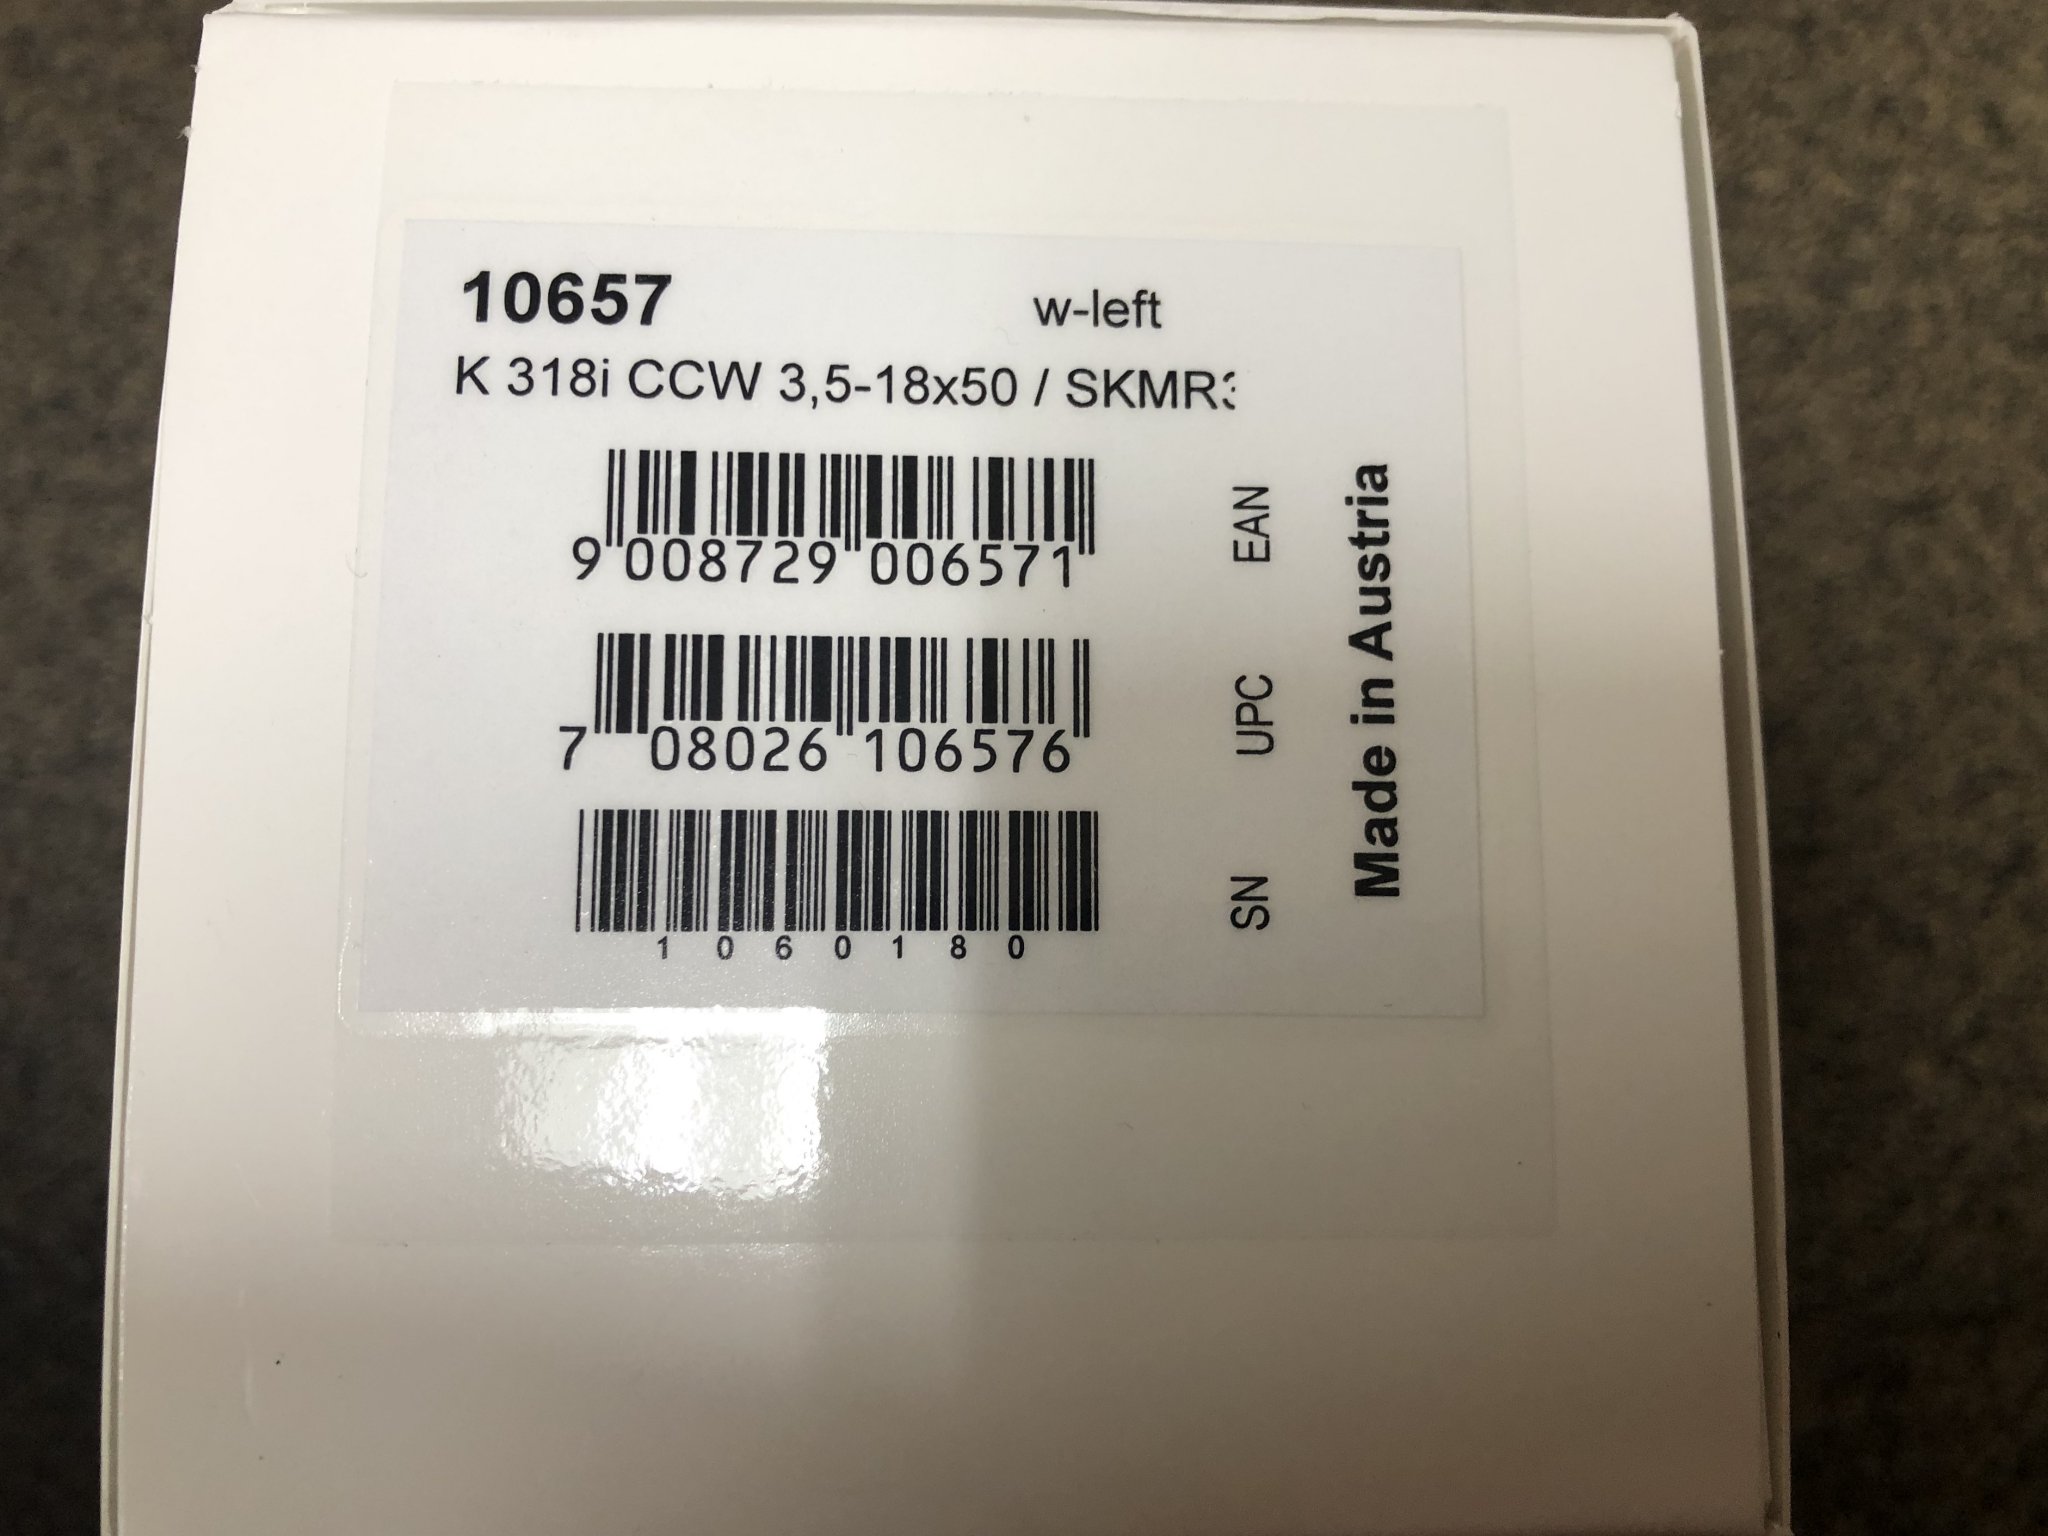 10657 w-left
K 318i CCW 3,5-18x50 / SKMR3
9 008729 006571
EAN
7 08026 106576
UPC
1060180
SN
Made in Austria